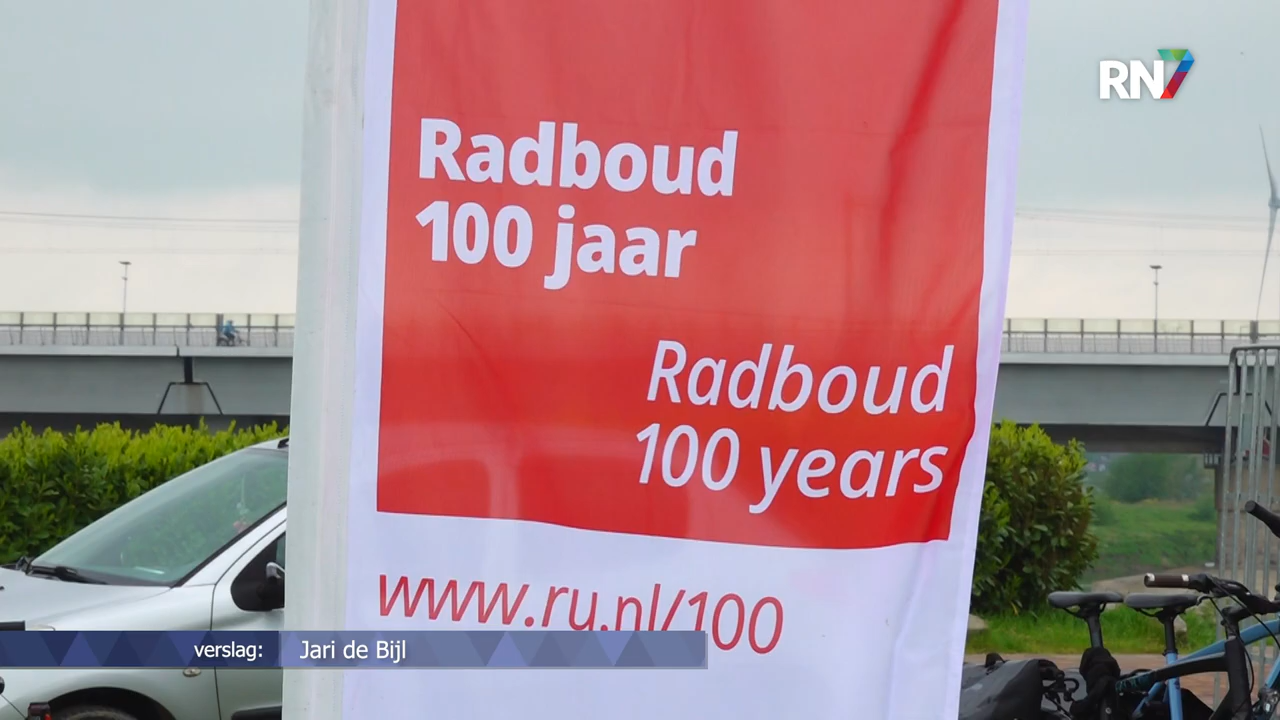 RN7
Radboud
100 jaar
Radboud
100 years
www.ru.nl/100
verslag: Jari de Bijl